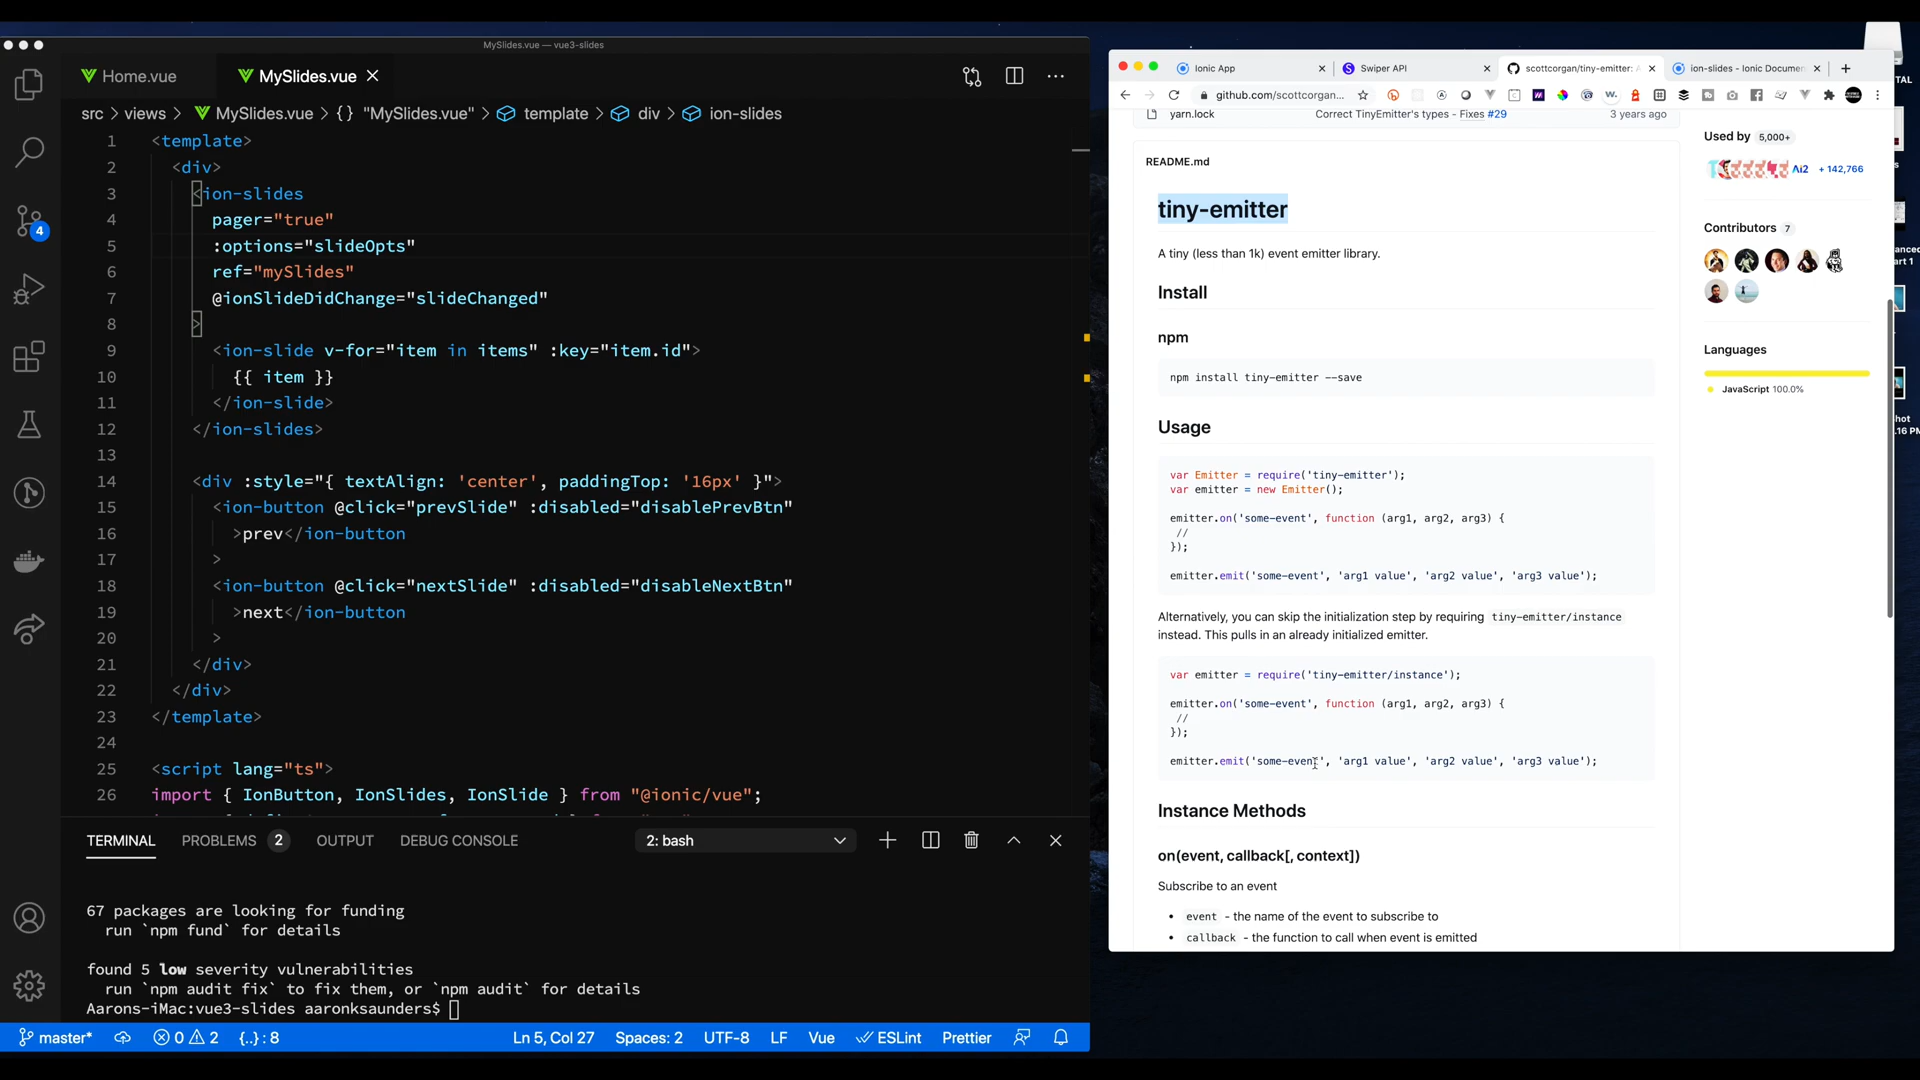 MySlides.vue — vue3-slides
Home.vue
MySlides.vue
src > views > MySlides.vue > {} "MySlides.vue" > template > div > ion-slides
1 <template>
2 <div>
3 <ion-slides
4 pager="true"
5 :options="slideOpts"
6 ref="mySlides"
7 @ionSlideDidChange="slideChanged"
8 >
9 <ion-slide v-for="item in items" :key="item.id">
10 {{ item }}
11 </ion-slide>
12 </ion-slides>
13
14 <div :style="{ textAlign: 'center', paddingTop: '16px' }">
15 <ion-button @click="prevSlide" :disabled="disablePrevBtn"
16 >prev</ion-button
17 >
18 <ion-button @click="nextSlide" :disabled="disableNextBtn"
19 >next</ion-button
20 >
21 </div>
22 </div>
23 </template>
24
25 <script lang="ts">
26 import { IonButton, IonSlides, IonSlide } from "@ionic/vue";
4
TERMINAL
PROBLEMS 2
OUTPUT
DEBUG CONSOLE
2: bash
67 packages are looking for funding
run `npm fund` for details
found 5 low severity vulnerabilities
run `npm audit fix` to fix them, or `npm audit` for details
Aarons-iMac:vue3-slides aaronksaunders$
master*
0 2
{..} : 8
Ln 5, Col 27
Spaces: 2
UTF-8
LF
Vue
ESLint
Prettier
Ionic App
Swiper API
scottcorgan/tiny-emitter: A
ion-slides - Ionic Documen
github.com/scottcorgan...
yarn.lock
Correct TinyEmitter's types - Fixes #29
3 years ago
README.md
tiny-emitter
A tiny (less than 1k) event emitter library.
Install
npm
npm install tiny-emitter --save
Usage
var Emitter = require('tiny-emitter');
var emitter = new Emitter();
emitter.on('some-event', function (arg1, arg2, arg3) {
//
});
emitter.emit('some-event', 'arg1 value', 'arg2 value', 'arg3 value');
Alternatively, you can skip the initialization step by requiring tiny-emitter/instance
instead. This pulls in an already initialized emitter.
var emitter = require('tiny-emitter/instance');
emitter.on('some-event', function (arg1, arg2, arg3) {
//
});
emitter.emit('some-event', 'arg1 value', 'arg2 value', 'arg3 value');
Instance Methods
on(event, callback[, context])
Subscribe to an event
• event - the name of the event to subscribe to
• callback - the function to call when event is emitted
Used by 5,000+
Ai2 + 142,766
Contributors 7
Languages
JavaScript 100.0%
TAL
anced
art 1
hot
.16 PM